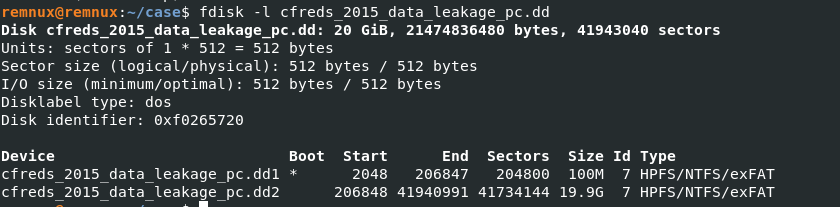 remnux@remnux:~/case$ fdisk -l cfreds_2015_data_leakage_pc.dd
Disk cfreds_2015_data_leakage_pc.dd: 20 GiB, 21474836480 bytes, 41943040 sectors
Units: sectors of 1 * 512 = 512 bytes
Sector size (logical/physical): 512 bytes / 512 bytes
I/O size (minimum/optimal): 512 bytes / 512 bytes
Disklabel type: dos
Disk identifier: 0xf0265720
Device Boot Start End Sectors Size Id Type
cfreds_2015_data_leakage_pc.dd1 * 2048 206847 204800 100M 7 HPFS/NTFS/exFAT
cfreds_2015_data_leakage_pc.dd2 206848 41940991 41734144 19.9G 7 HPFS/NTFS/exFAT
remnux@remnux:~/case$